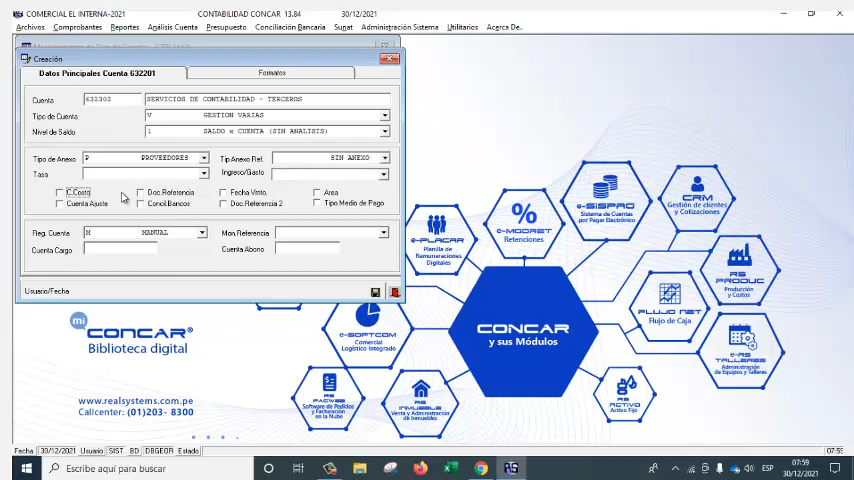 COMERCIAL EL INTERNA-2021 CONTABILIDAD CONCAR 13.84 30/12/2021
Archivos Comprobantes Reportes Análisis Cuenta Presupuesto Conciliación Bancaria Sunat Administración Sistema Utilitarios Acerca De..
Creación
Datos Principales Cuenta 632201 Formatos
Cuenta 632302 SERVICIOS DE CONTABILIDAD - TERCEROS
Tipo de Cuenta V GESTION VARIAS
Nivel de Saldo 1 SALDO x CUENTA (SIN ANALISIS)
Tipo de Anexo P PROVEEDORES Tip.Anexo Ref. SIN ANEXO
Tasa Ingreso/Gasto
C.Costo Doc.Referencia Fecha Vmto. Area
Cuenta Ajuste Concil.Bancos Doc.Referencia 2 Tipo Medio de Pago
Reg. Cuenta M MANUAL Mon.Referencia
Cuenta Cargo Cuenta Abono
Usuario/Fecha
CRM
Gestión de clientes
y Cotizaciones
e-SISPAG
Sistema de Cuentas
por Pagar Electrónico
%
e-MODRET
Retenciones
e-PLACAR
Planilla de
Remuneraciones
Digitales
RS
PRODUC
Producción
y Costos
CONCAR
y sus Módulos
FLUJO NET
Flujo de Caja
e-SOFTCOM
Comercial
Logístico Integrado
e-RS
TALLERES
Administración
de Equipos y Talleres
RS
FACWEB
Software de Pedidos
y Facturación
en la Nube
RS
INMUEBLE
Venta y Administración
de Inmuebles
RS
ACTIVO
Activo Fijo
mi
CONCAR®
Biblioteca digital
www.realsystems.com.pe
Callcenter: (01)203- 8300
Fecha 30/12/2021 Usuario SIST BD DBGEOR Estado
Escribe aquí para buscar
ESP
07:59
30/12/2021